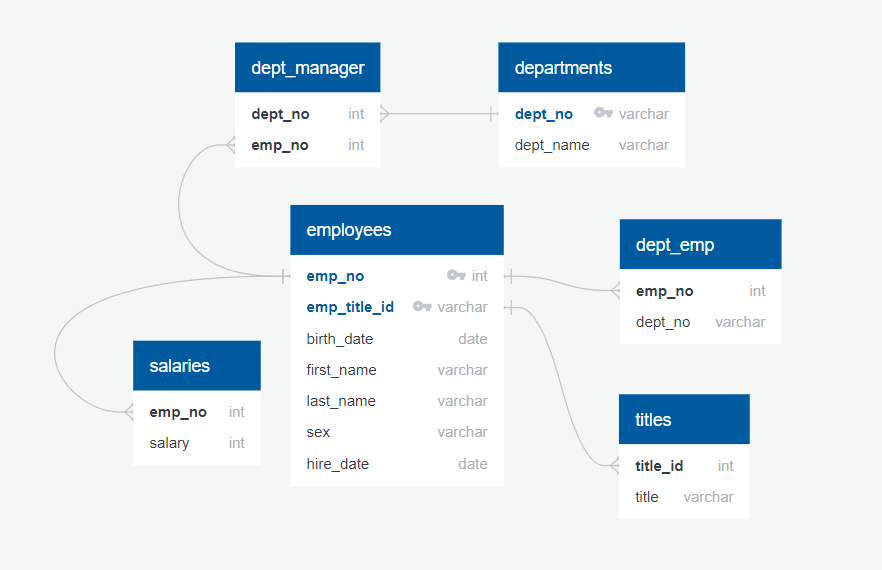 dept_manager
dept_no int
emp_no int
departments
dept_no varchar
dept_name varchar
employees
emp_no int
emp_title_id varchar
birth_date date
first_name varchar
last_name varchar
sex varchar
hire_date date
dept_emp
emp_no int
dept_no varchar
salaries
emp_no int
salary int
titles
title_id int
title varchar